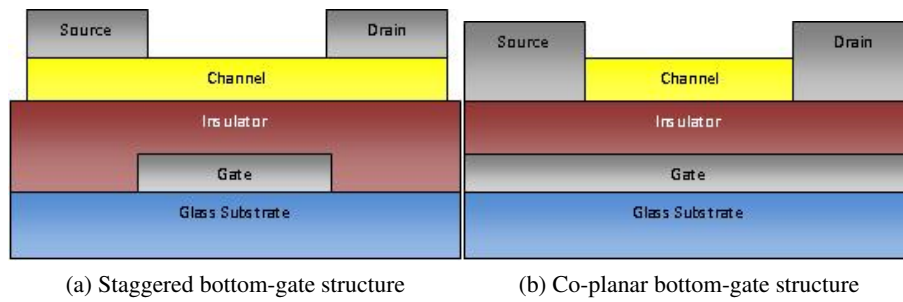 Source Drain
Channel
Insulator
Gate
Glass Substrate
(a) Staggered bottom-gate structure
Source Drain
Channel
Insulator
Gate
Glass Substrate
(b) Co-planar bottom-gate structure